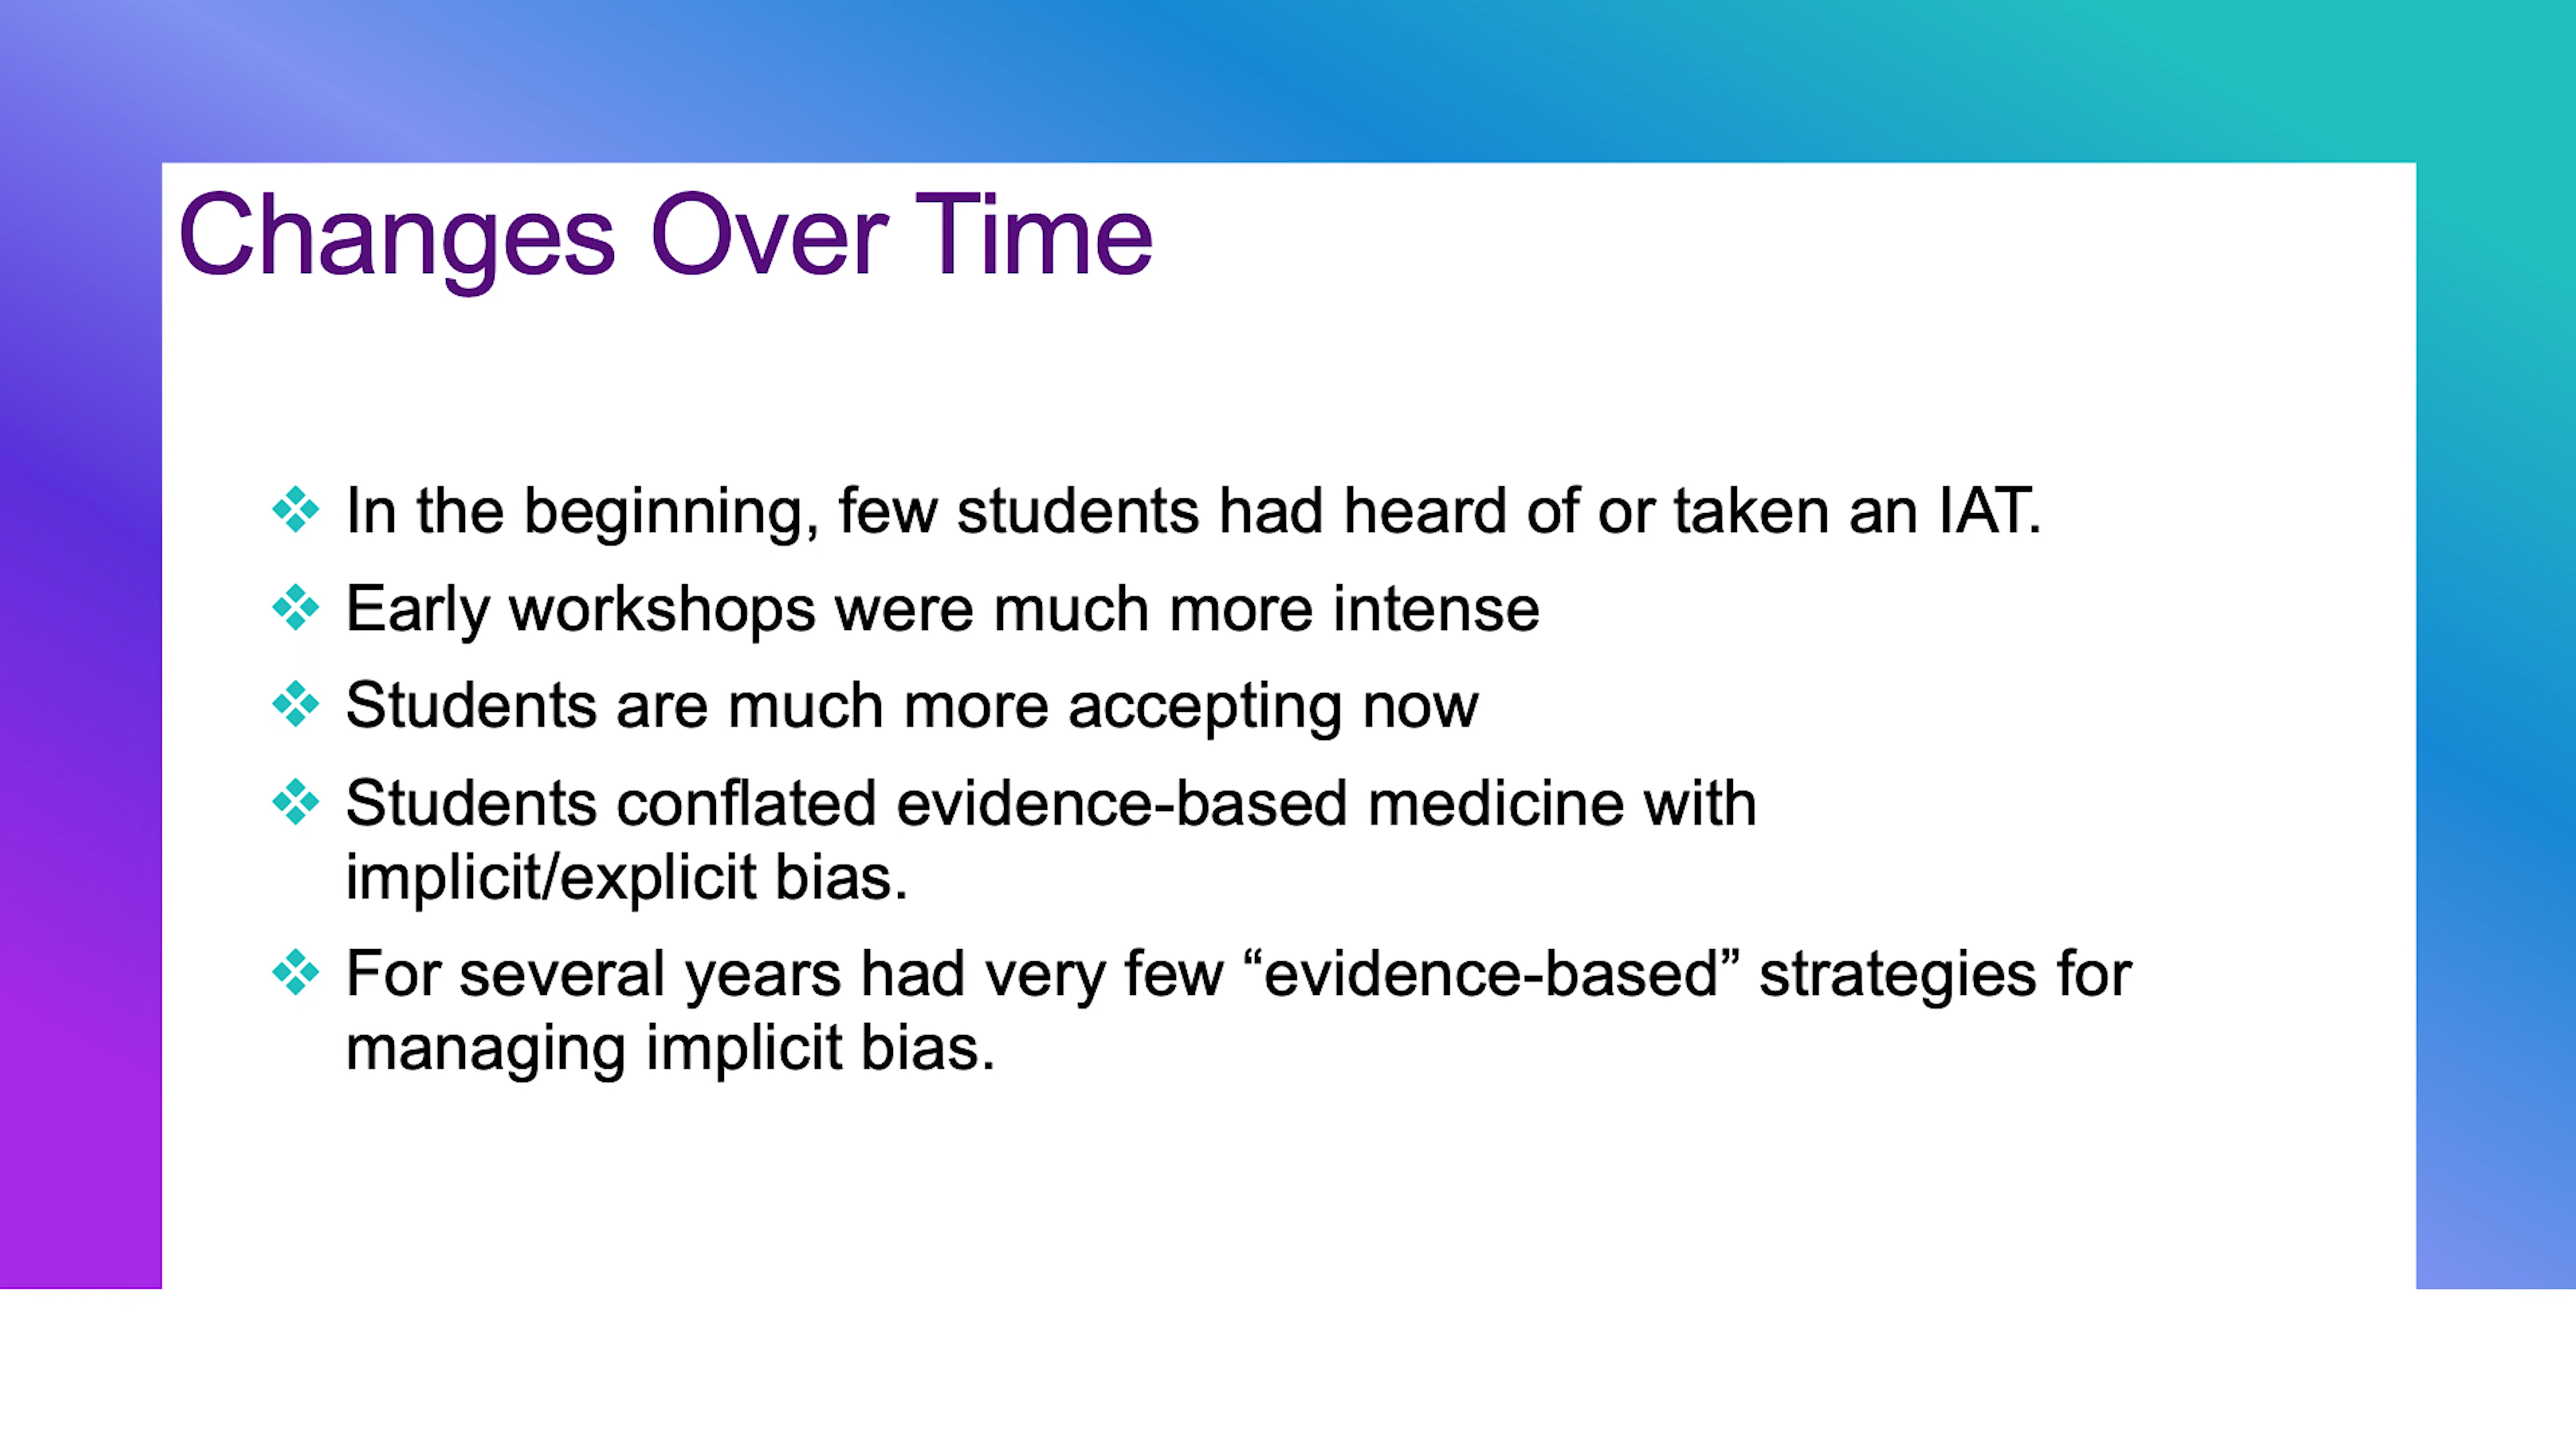 Changes Over Time
❖ In the beginning, few students had heard of or taken an IAT.
❖ Early workshops were much more intense
❖ Students are much more accepting now
❖ Students conflated evidence-based medicine with
implicit/explicit bias.
❖ For several years had very few “evidence-based” strategies for
managing implicit bias.